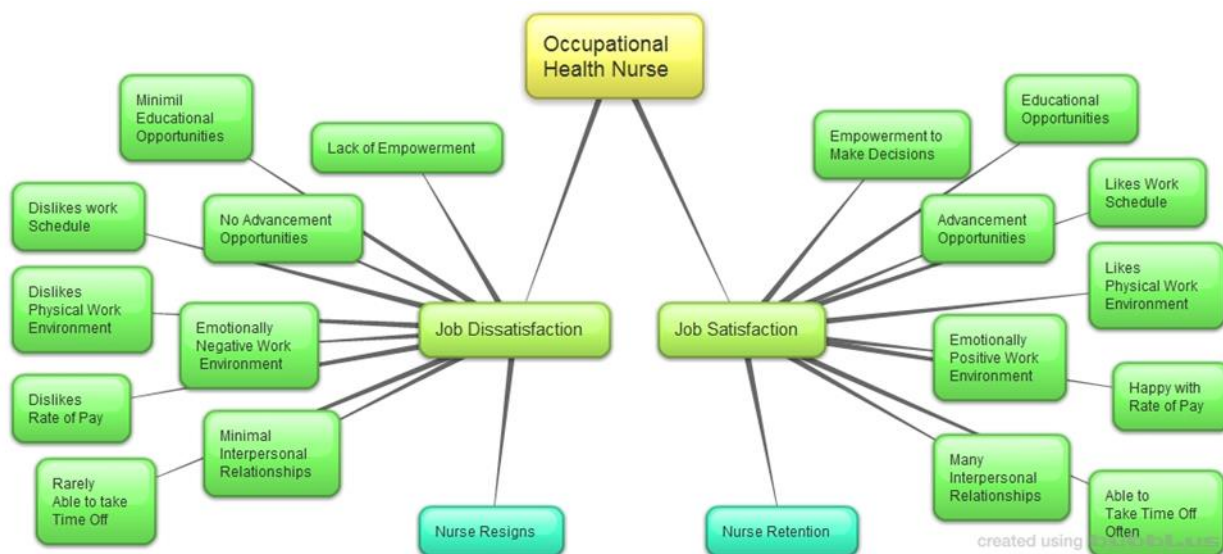 Occupational
Health Nurse
Minimil
Educational
Opportunities
Lack of Empowerment
Dislikes work
Schedule
No Advancement
Opportunities
Dislikes
Physical Work
Environment
Emotionally
Negative Work
Environment
Dislikes
Rate of Pay
Minimal
Interpersonal
Relationships
Rarely
Able to take
Time Off
Job Dissatisfaction
Nurse Resigns
Educational
Opportunities
Empowerment to
Make Decisions
Likes Work
Schedule
Advancement
Opportunities
Likes
Physical Work
Environment
Job Satisfaction
Emotionally
Positive Work
Environment
Happy with
Rate of Pay
Many
Interpersonal
Relationships
Able to
Take Time Off
Often
Nurse Retention
created using bubbl.us